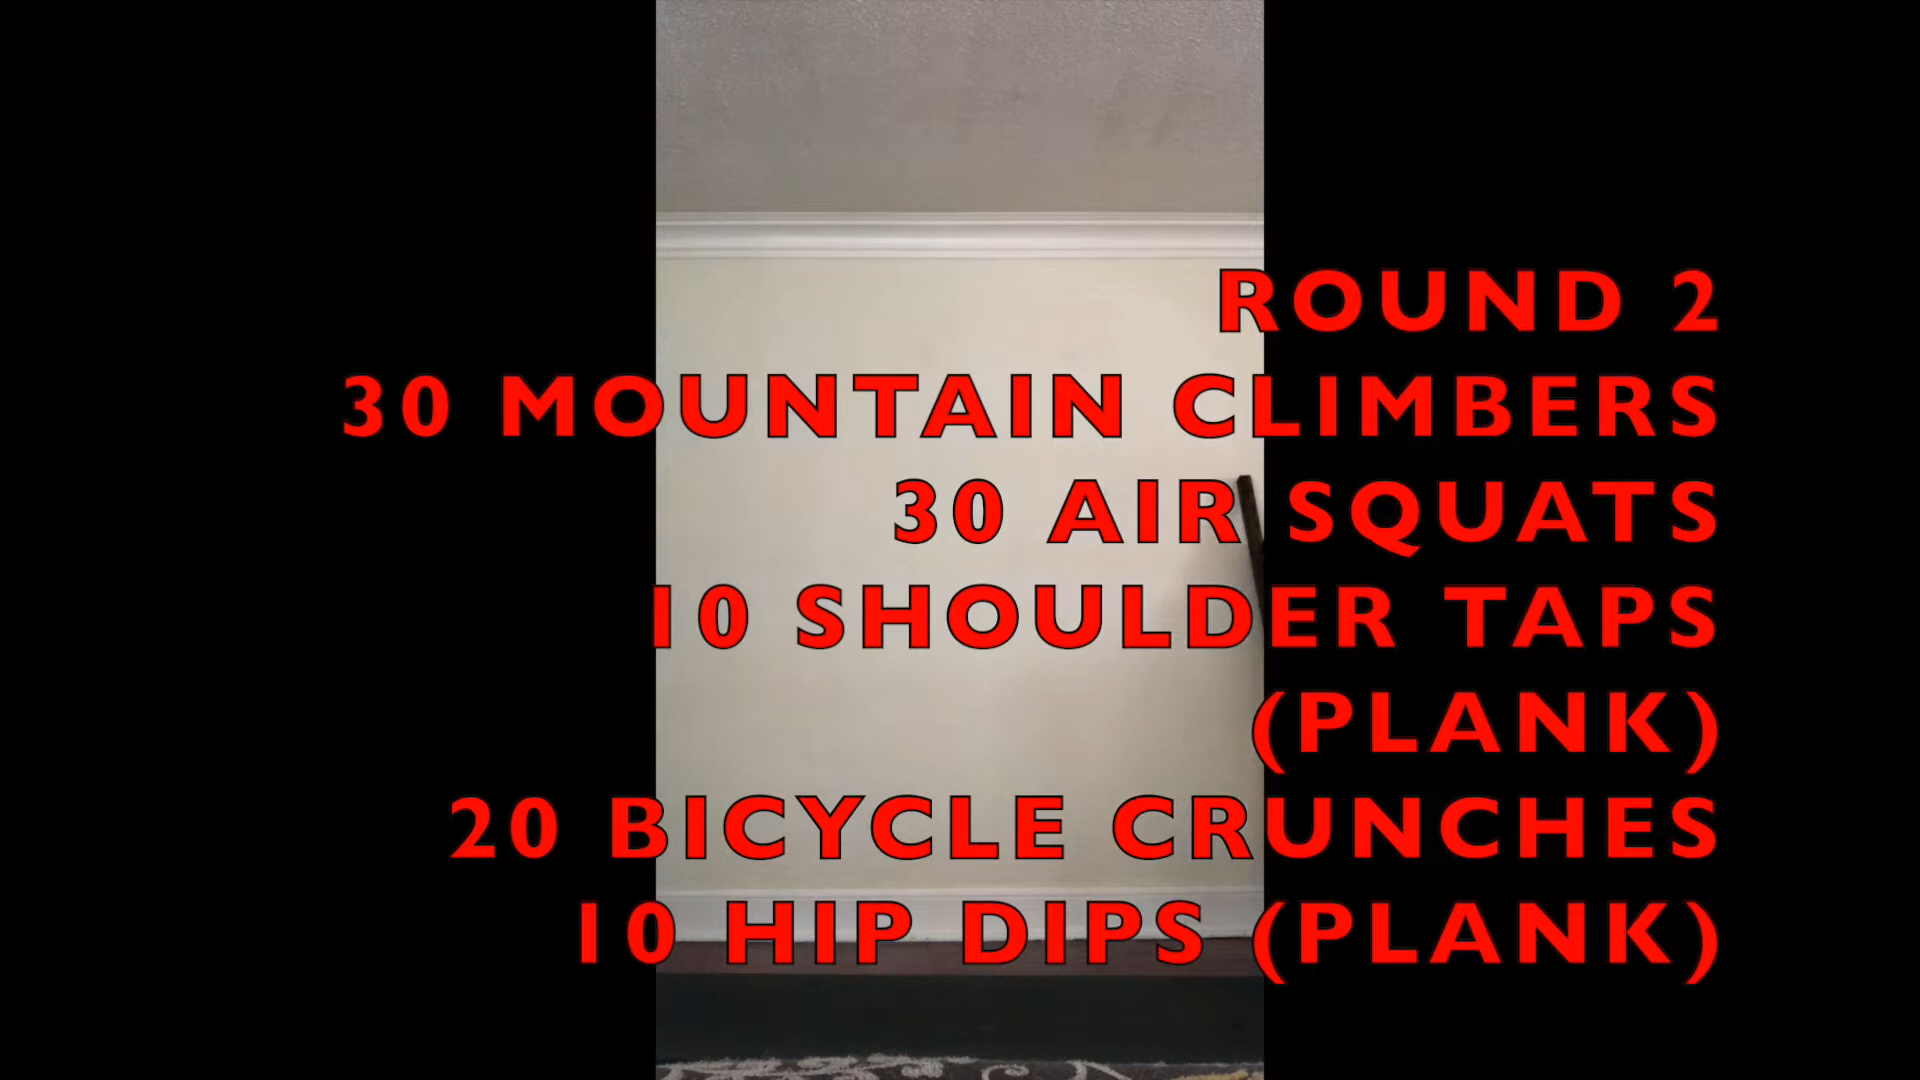 ROUND 2
30 MOUNTAIN CLIMBERS
30 AIR SQUATS
10 SHOULDER TAPS
(PLANK)
20 BICYCLE CRUNCHES
10 HIP DIPS (PLANK)